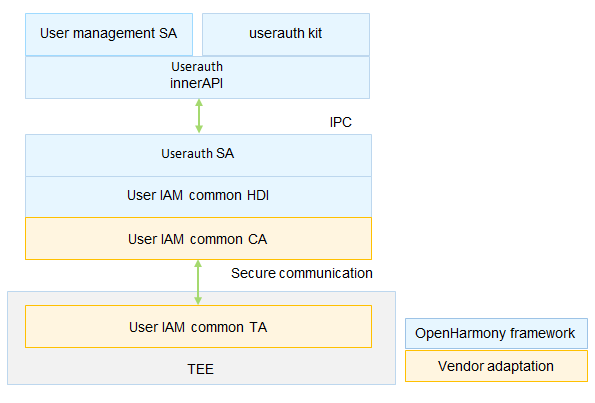 User management SA
userauth kit
Userauth
innerAPI
IPC
Userauth SA
User IAM common HDI
User IAM common CA
Secure communication
User IAM common TA
TEE
OpenHarmony framework
Vendor adaptation